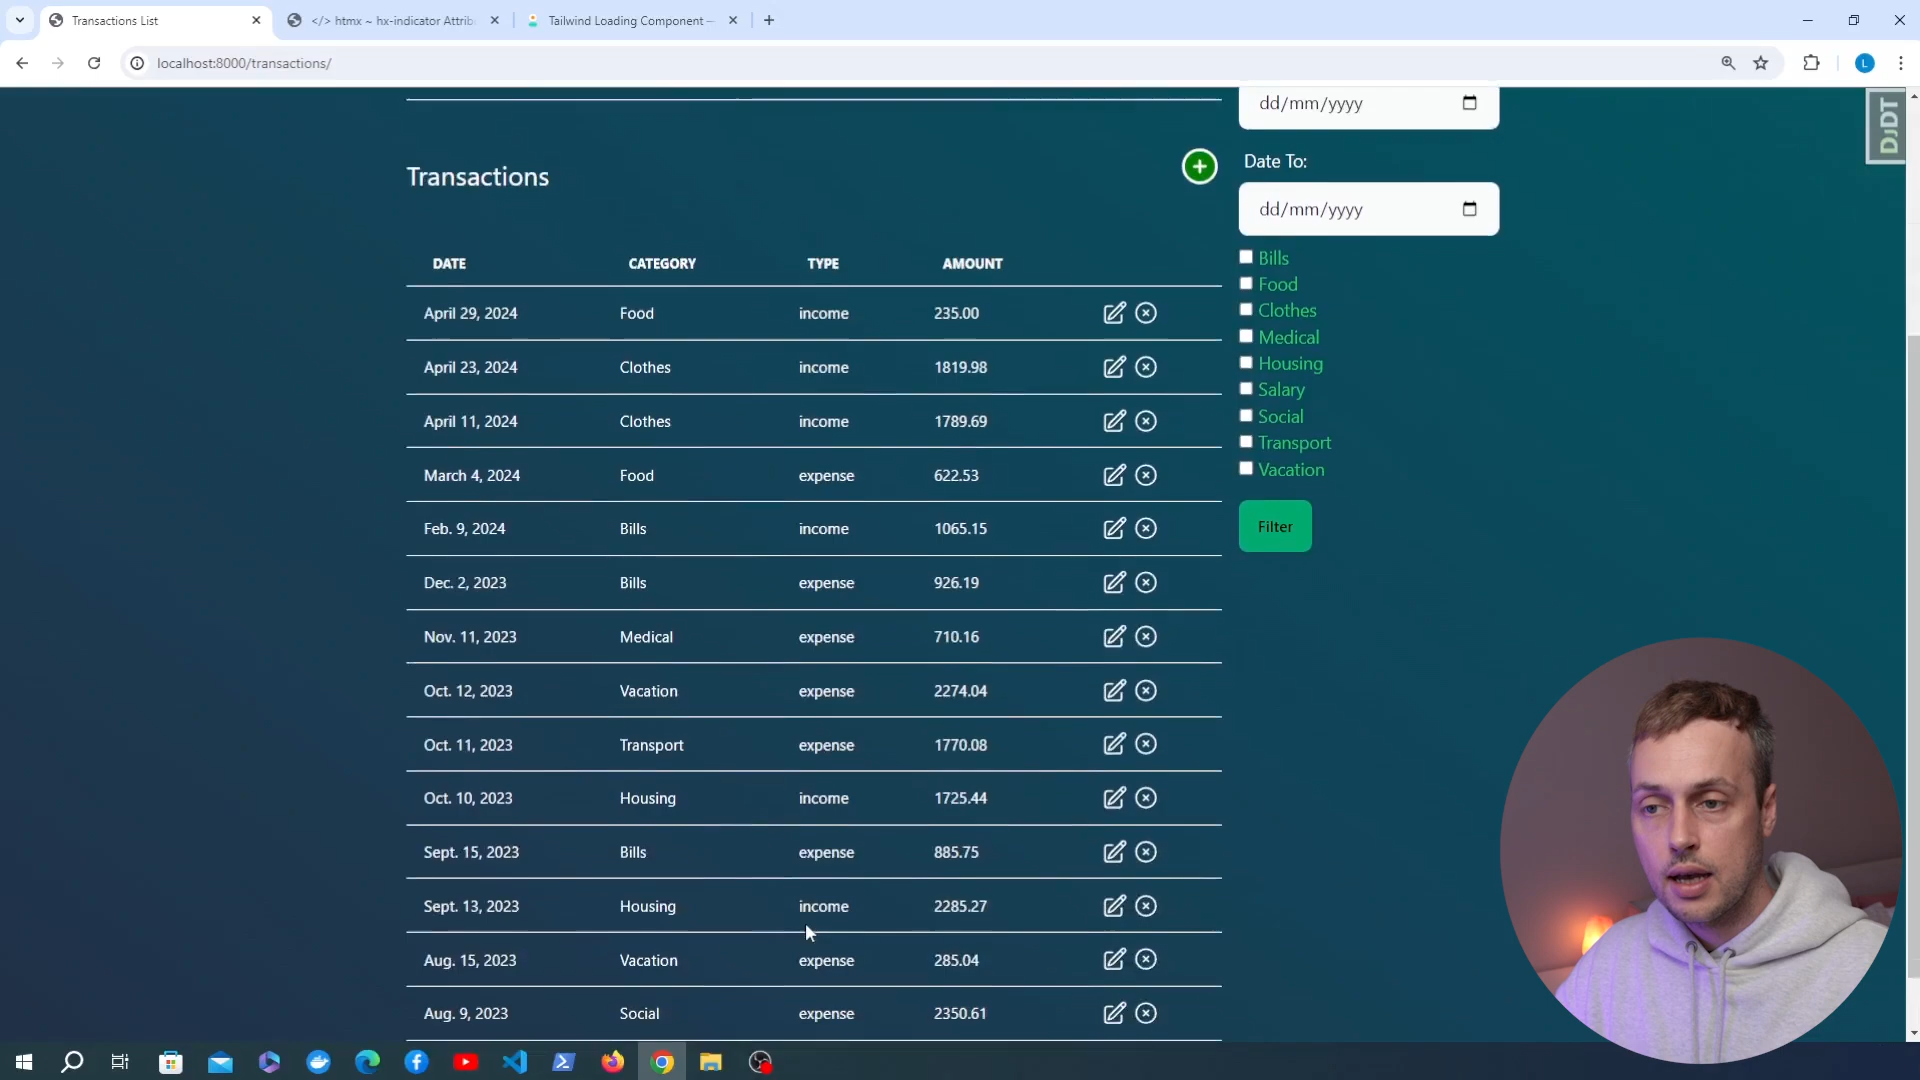 Transactions List
</> htmx ~ hx-indicator Attrib
Tailwind Loading Component —
localhost:8000/transactions/
L
DJDT
dd/mm/yyyy
Date To:
dd/mm/yyyy
Transactions
DATE CATEGORY TYPE AMOUNT
April 29, 2024 Food income 235.00
April 23, 2024 Clothes income 1819.98
April 11, 2024 Clothes income 1789.69
March 4, 2024 Food expense 622.53
Feb. 9, 2024 Bills income 1065.15
Dec. 2, 2023 Bills expense 926.19
Nov. 11, 2023 Medical expense 710.16
Oct. 12, 2023 Vacation expense 2274.04
Oct. 11, 2023 Transport expense 1770.08
Oct. 10, 2023 Housing income 1725.44
Sept. 15, 2023 Bills expense 885.75
Sept. 13, 2023 Housing income 2285.27
Aug. 15, 2023 Vacation expense 285.04
Aug. 9, 2023 Social expense 2350.61
Bills
Food
Clothes
Medical
Housing
Salary
Social
Transport
Vacation
Filter